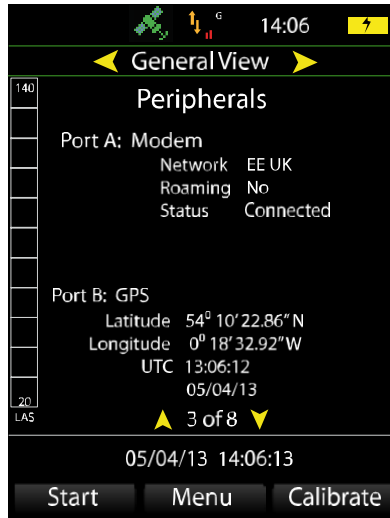 G 14:06
General View
140
Peripherals
Port A: Modem
Network EE UK
Roaming No
Status Connected
Port B: GPS
Latitude 54⁰ 10' 22.86" N
Longitude 0⁰ 18' 32.92" W
UTC 13:06:12
05/04/13
20
LAS
3 of 8
05/04/13 14:06:13
Start Menu Calibrate